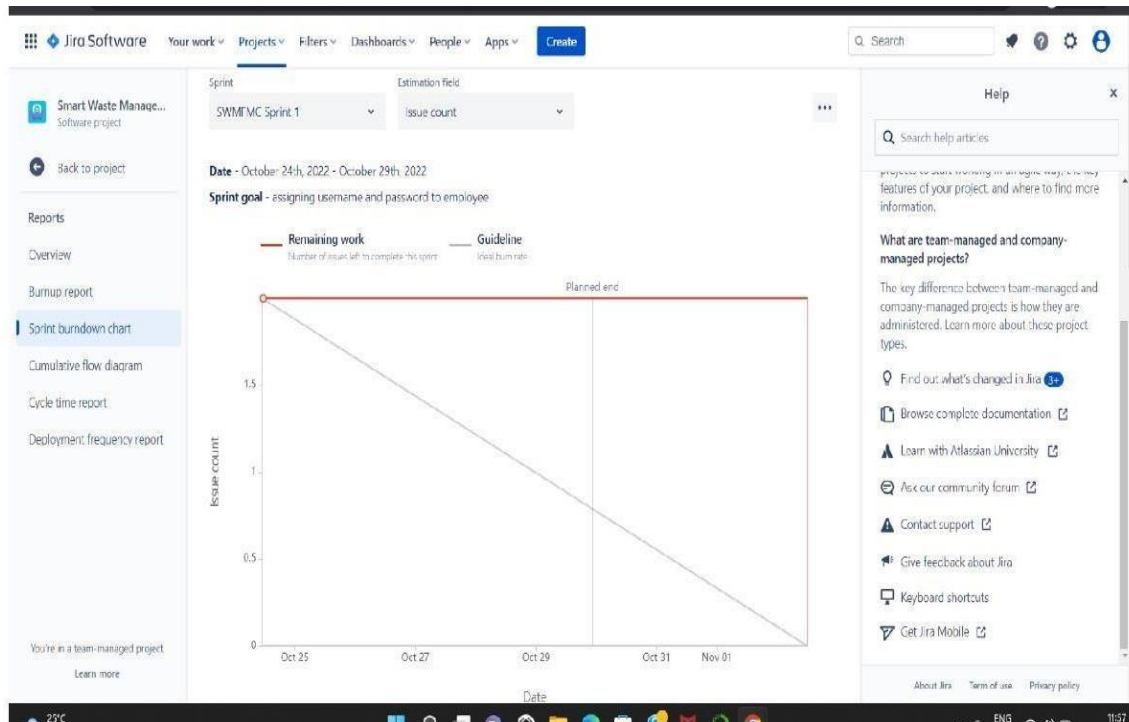 Jira Software
Your work
Projects
Filters
Dashboards
People
Apps
Create
Search
Smart Waste Manage...
Software project
Back to project
Reports
Overview
Burnup report
Sprint burndown chart
Cumulative flow diagram
Cycle time report
Deployment frequency report
You're in a team-managed project
Learn more
Sprint
Estimation field
SWMFMC Sprint 1
Issue count
Date - October 24th, 2022 - October 29th, 2022
Sprint goal - assigning username and password to employee
Remaining work
Guideline
Number of issues left to complete this sprint
Ideal burn rate
Planned end
1.5
1
0.5
0
Issue count
Oct 25
Oct 27
Oct 29
Oct 31
Nov 01
Date
Help
X
Search help articles
features of your project, and where to find more
information.
What are team-managed and company-
managed projects?
The key difference between team-managed and
company-managed projects is how they are
administered. Learn more about these project
types.
Find out what's changed in Jira 3+
Browse complete documentation
Learn with Atlassian University
Ask our community forum
Contact support
Give feedback about Jira
Keyboard shortcuts
Get Jira Mobile
About Jira
Term of use
Privacy policy
25°C
ENG
11:57